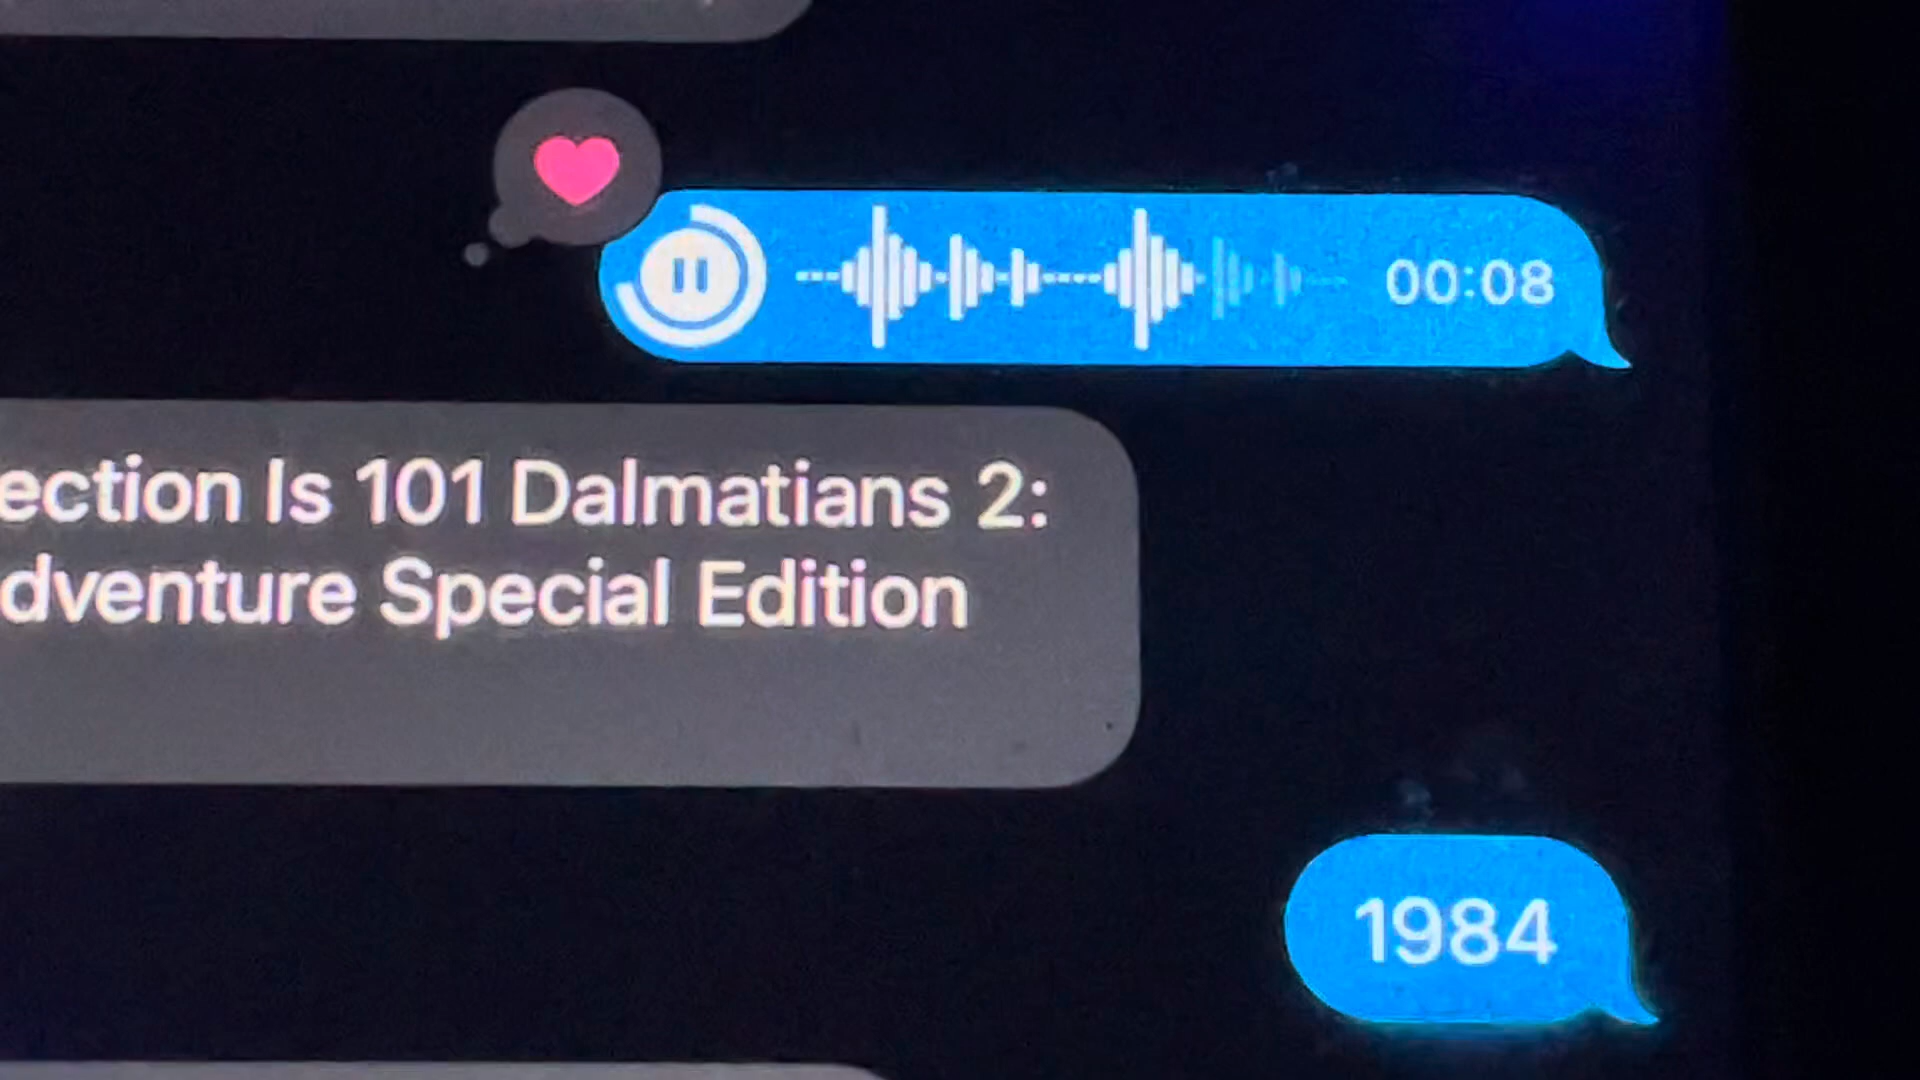 00:08
ection Is 101 Dalmatians 2:
dventure Special Edition
1984